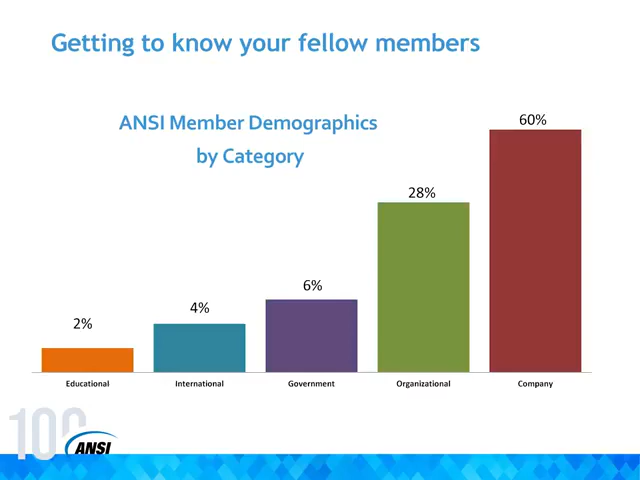 Getting to know your fellow members
ANSI Member Demographics
by Category
60%
28%
6%
4%
2%
Educational
International
Government
Organizational
Company
100
ANSI